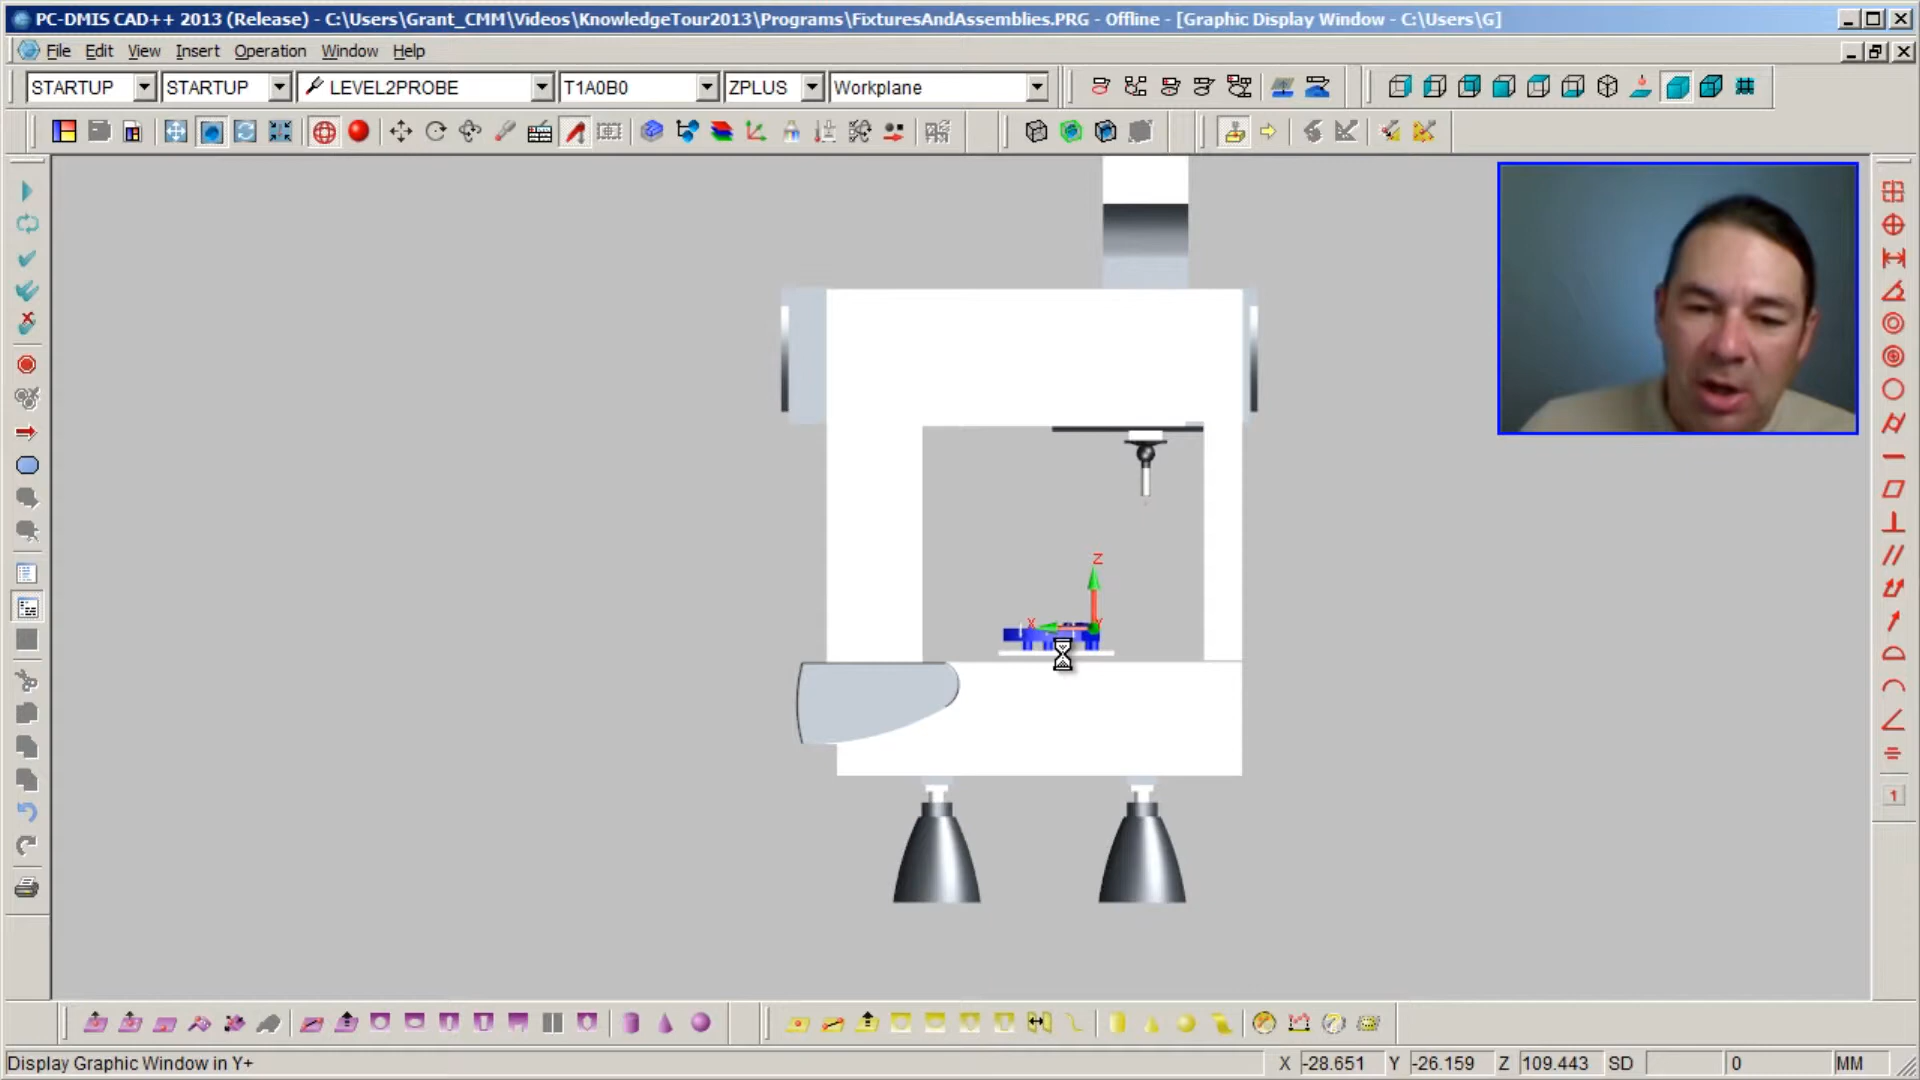 PC-DMIS CAD++ 2013 (Release) - C:\Users\Grant_CMM\Videos\KnowledgeTour2013\Programs\FixturesAndAssemblies.PRG - Offline - [Graphic Display Window - C:\Users\G]
File Edit View Insert Operation Window Help
STARTUP STARTUP LEVEL2PROBE T1A0B0 ZPLUS Workplane
Z
X Y
1
Display Graphic Window in Y+ X -28.651 Y -26.159 Z 109.443 SD 0 MM